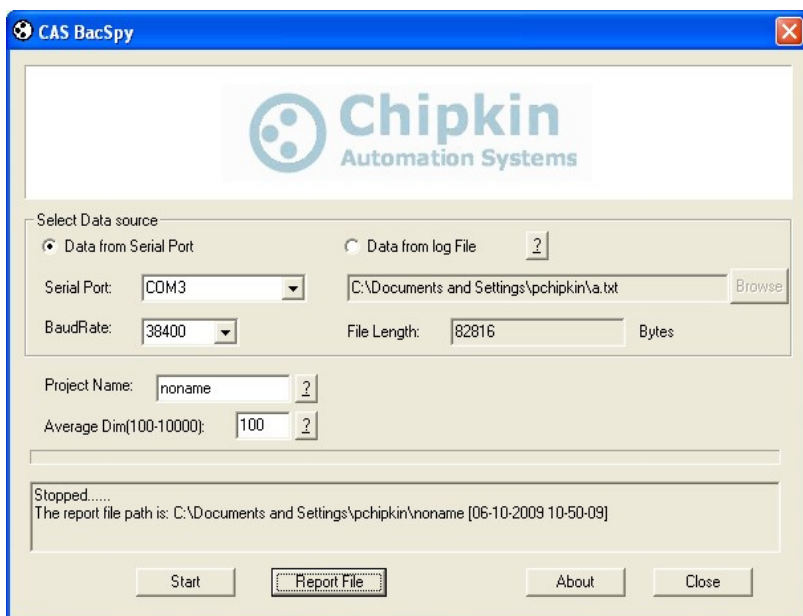 CAS BacSpy
Chipkin
Automation Systems
Select Data source
Data from Serial Port
Data from log File
?
Serial Port:
COM3
C:\Documents and Settings\pchipkin\a.txt
Browse
BaudRate:
38400
File Length:
82816
Bytes
Project Name:
noname
?
Average Dim(100-10000):
100
?
Stopped......
The report file path is: C:\Documents and Settings\pchipkin\noname [06-10-2009 10-50-09]
Start
Report File
About
Close